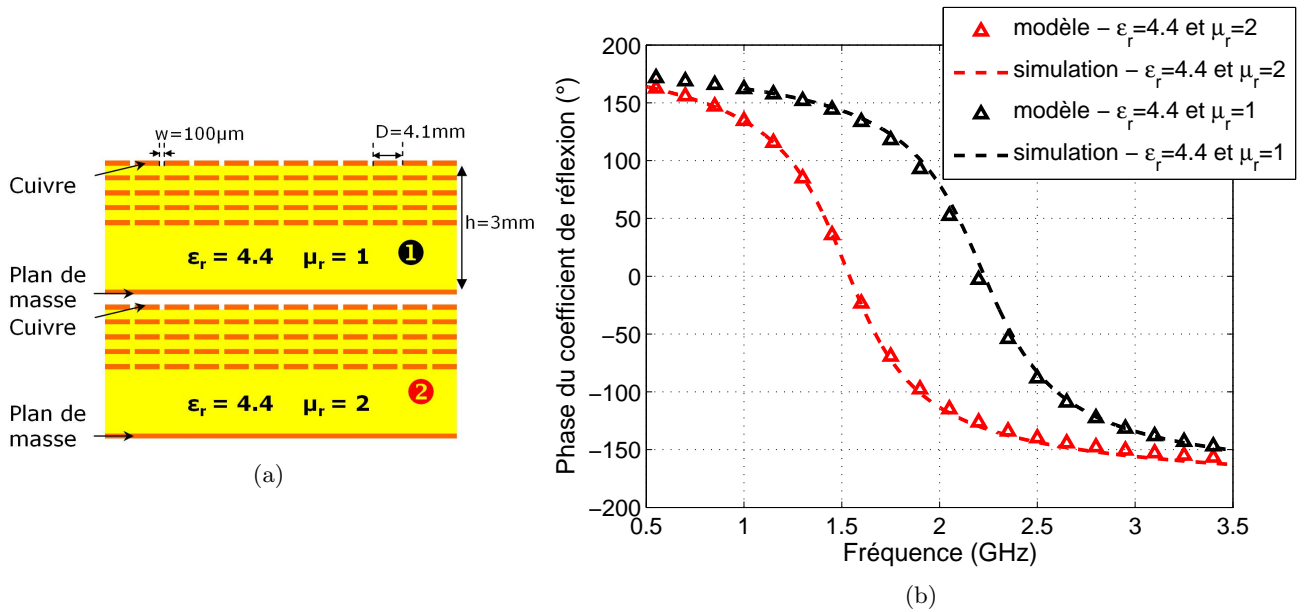 w=100µm
D=4.1mm
Cuivre
h=3mm
εr = 4.4 μr = 1
1
Plan de
masse
Cuivre
2
εr = 4.4 μr = 2
Plan de
masse
(a)
modèle – εr=4.4 et μr=2
simulation – εr=4.4 et μr=2
modèle – εr=4.4 et μr=1
simulation – εr=4.4 et μr=1
Phase du coefficient de réflexion (°)
200
150
100
50
0
−50
−100
−150
−200
0.5 1 1.5 2 2.5 3 3.5
Fréquence (GHz)
(b)